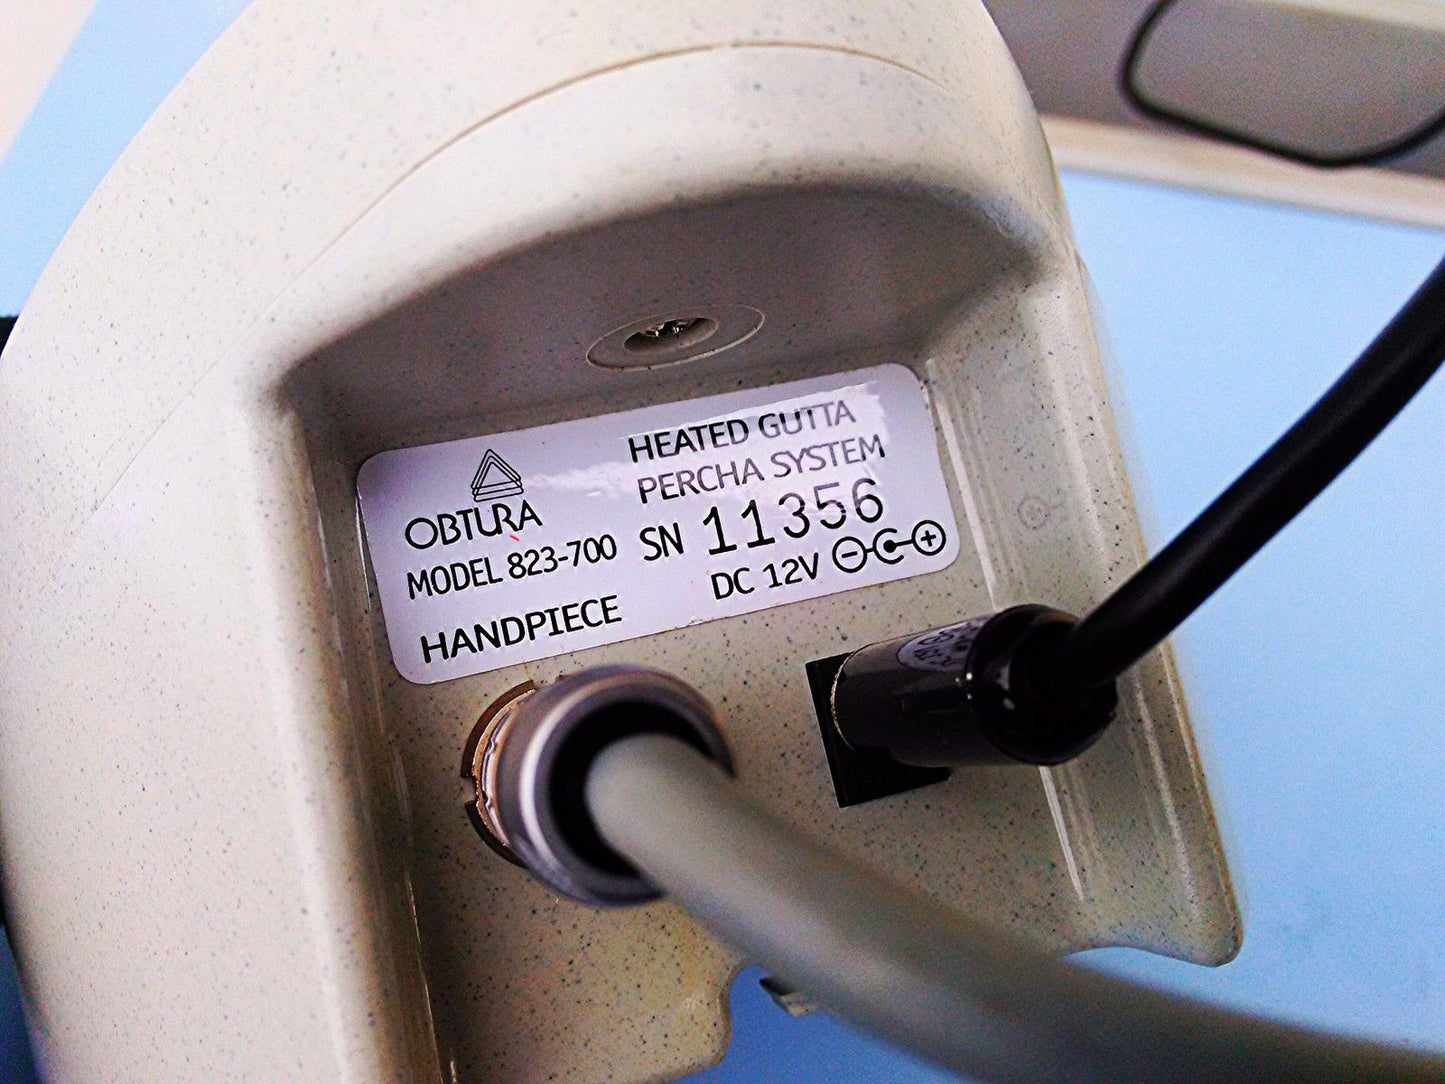 OBTURA
MODEL 823-700
HANDPIECE
HEATED GUTTA
PERCHA SYSTEM
SN 11356
DC 12V